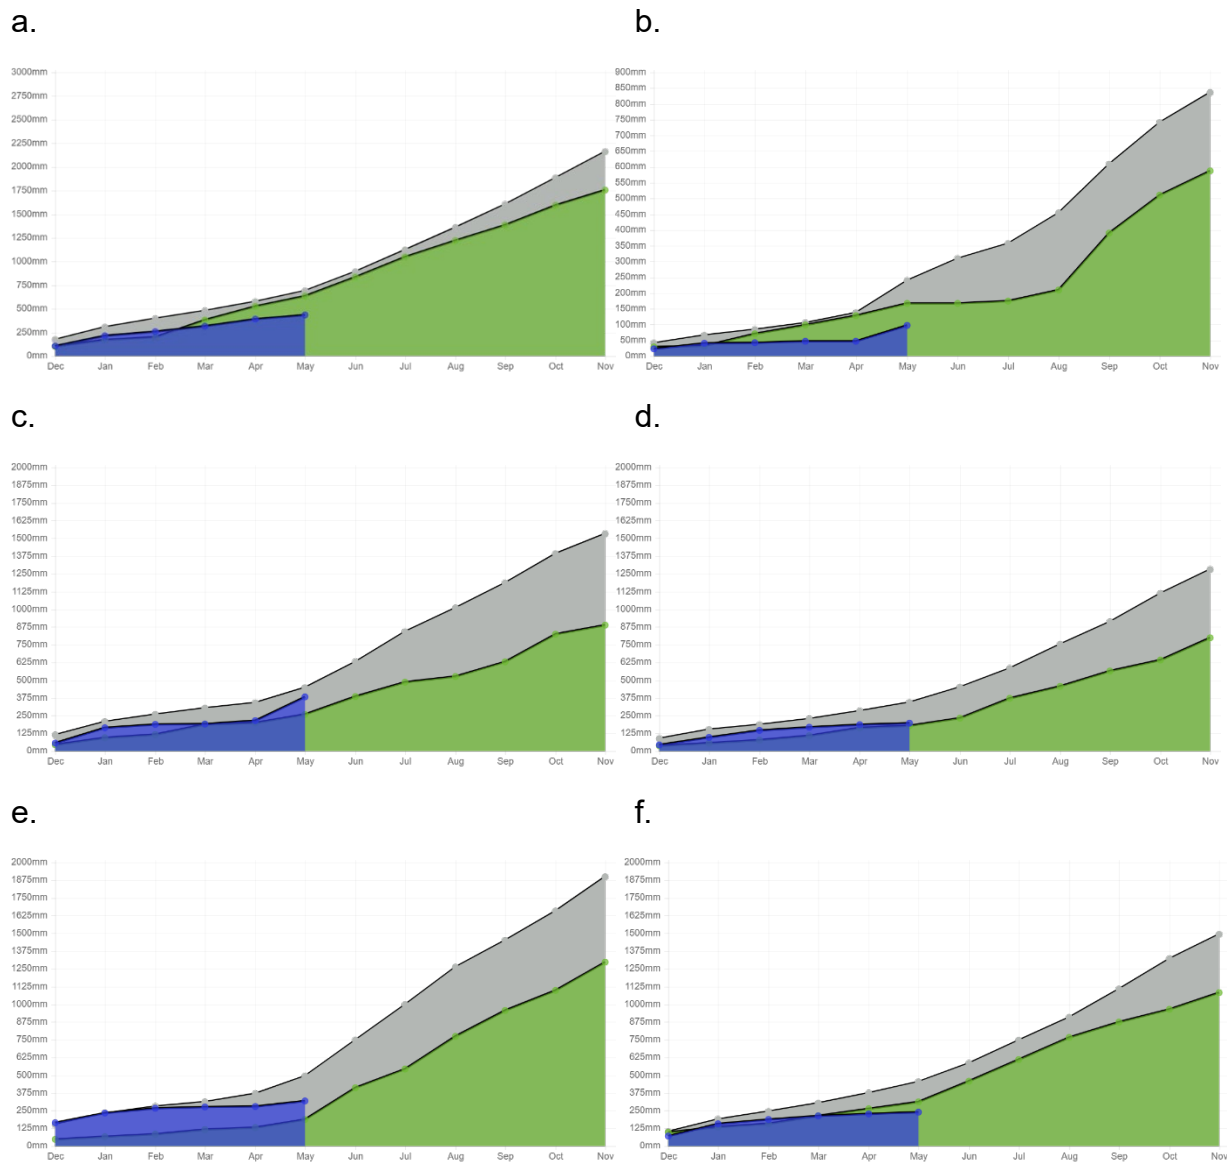 a.
3000mm
2750mm
2500mm
2250mm
2000mm
1750mm
1500mm
1250mm
1000mm
750mm
500mm
250mm
0mm
Dec Jan Feb Mar Apr May Jun Jul Aug Sep Oct Nov
b.
900mm
850mm
800mm
750mm
700mm
650mm
600mm
550mm
500mm
450mm
400mm
350mm
300mm
250mm
200mm
150mm
100mm
50mm
0mm
Dec Jan Feb Mar Apr May Jun Jul Aug Sep Oct Nov
c.
2000mm
1875mm
1750mm
1625mm
1500mm
1375mm
1250mm
1125mm
1000mm
875mm
750mm
625mm
500mm
375mm
250mm
125mm
0mm
Dec Jan Feb Mar Apr May Jun Jul Aug Sep Oct Nov
d.
2000mm
1875mm
1750mm
1625mm
1500mm
1375mm
1250mm
1125mm
1000mm
875mm
750mm
625mm
500mm
375mm
250mm
125mm
0mm
Dec Jan Feb Mar Apr May Jun Jul Aug Sep Oct Nov
e.
2000mm
1875mm
1750mm
1625mm
1500mm
1375mm
1250mm
1125mm
1000mm
875mm
750mm
625mm
500mm
375mm
250mm
125mm
0mm
Dec Jan Feb Mar Apr May Jun Jul Aug Sep Oct Nov
f.
2000mm
1875mm
1750mm
1625mm
1500mm
1375mm
1250mm
1125mm
1000mm
875mm
750mm
625mm
500mm
375mm
250mm
125mm
0mm
Dec Jan Feb Mar Apr May Jun Jul Aug Sep Oct Nov